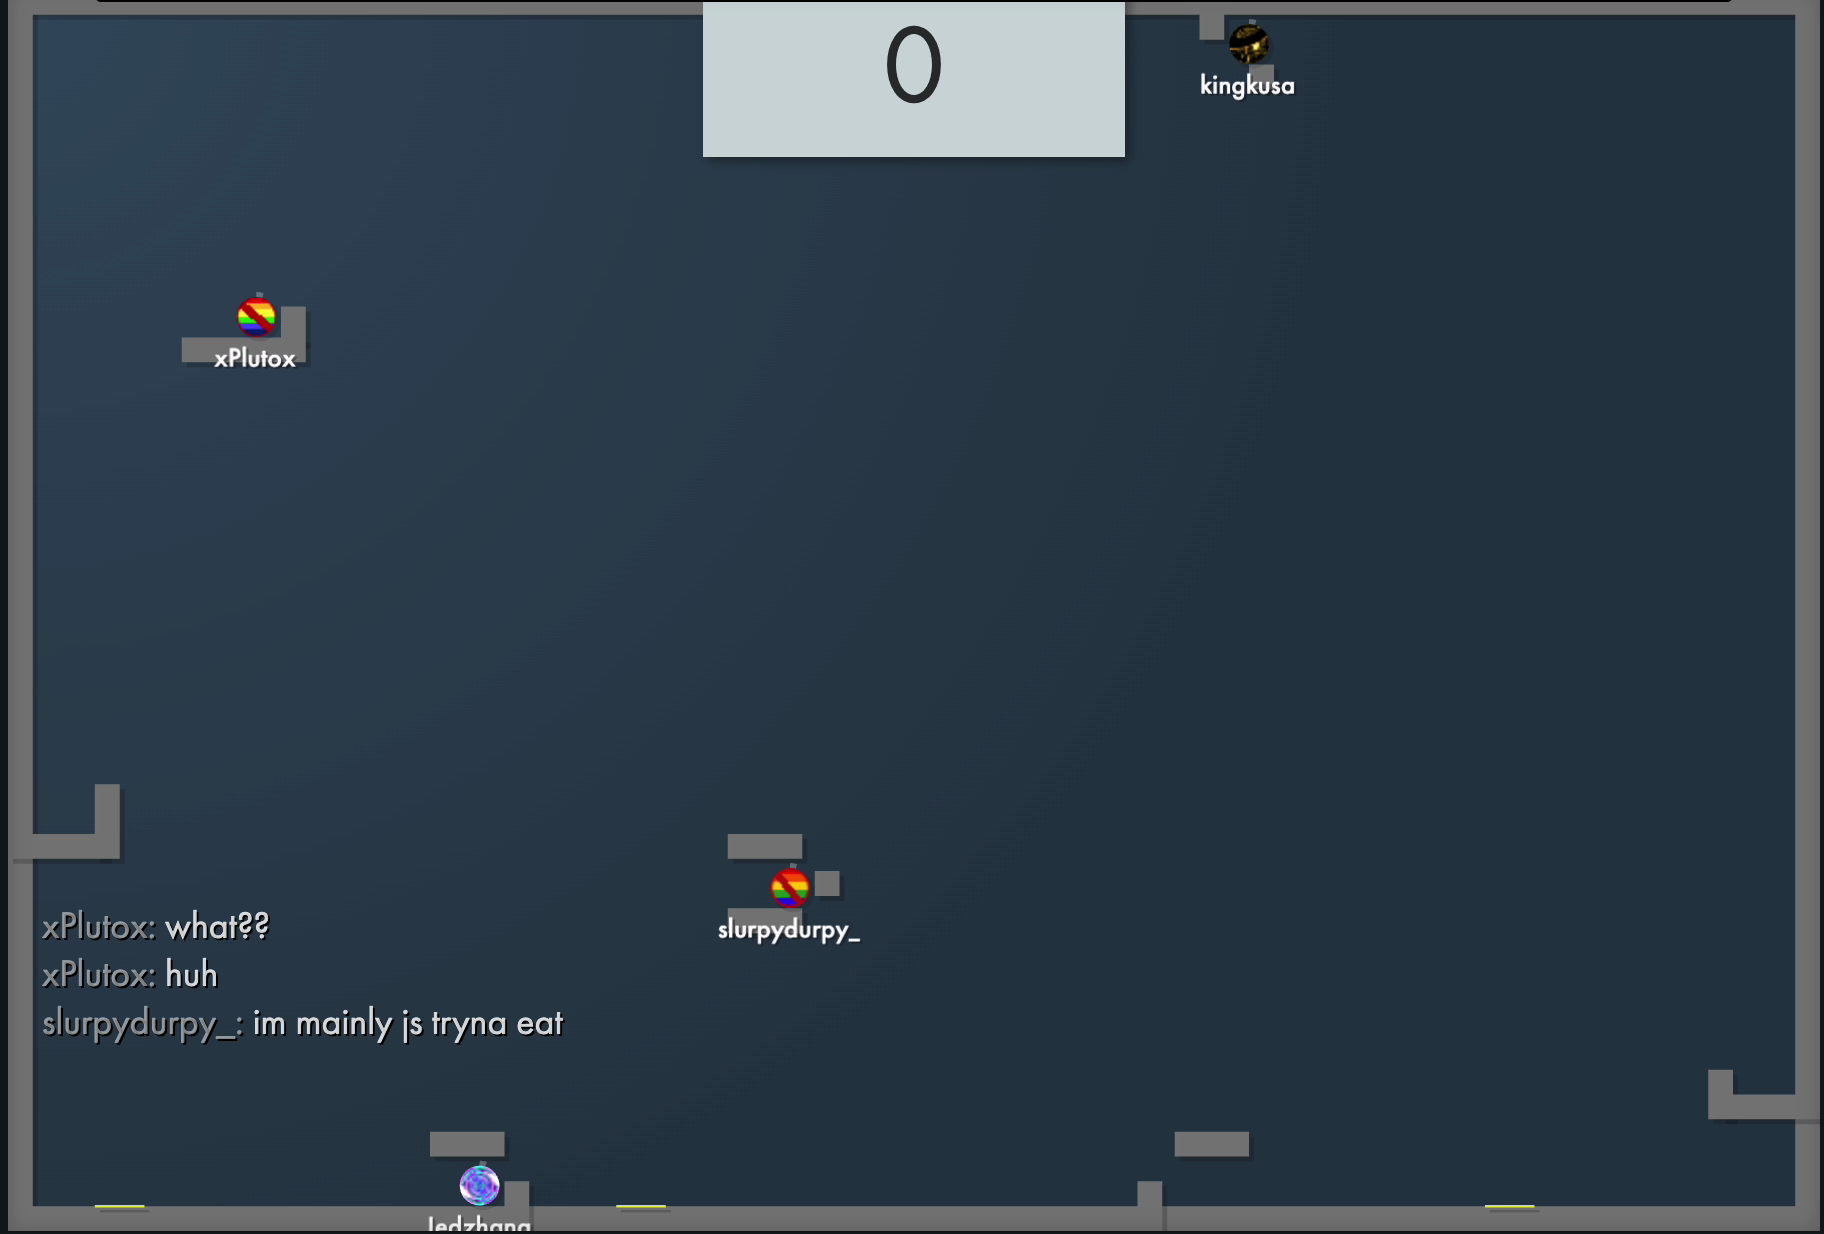 0
kingkusa
xPlutox
slurpydurpy_
xPlutox: what??
xPlutox: huh
slurpydurpy_: im mainly js tryna eat